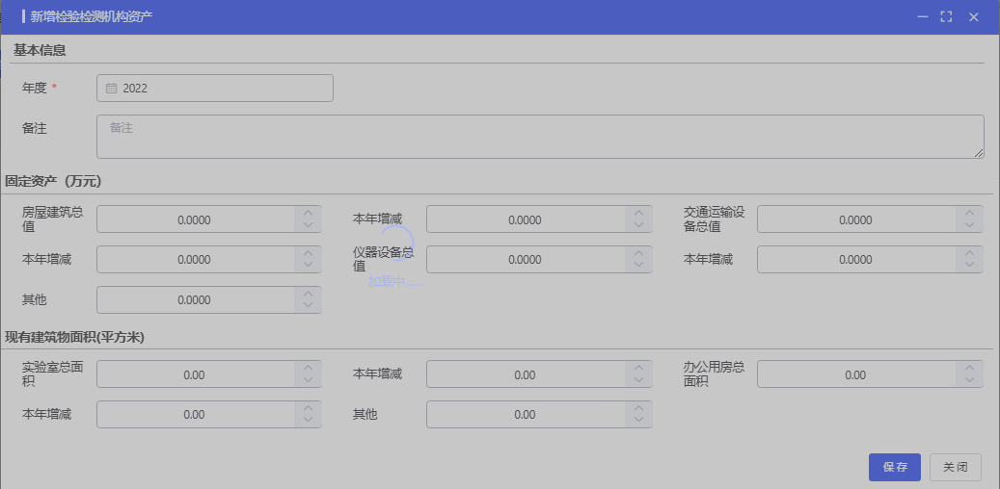 新增检验检测机构资产
基本信息
年度 *
2022
备注
备注
固定资产（万元）
房屋建筑总
值
0.0000
本年增减
0.0000
交通运输设
备总值
0.0000
本年增减
0.0000
仪器设备总
值
0.0000
本年增减
0.0000
加载中......
其他
0.0000
现有建筑物面积(平方米)
实验室总面
积
0.00
本年增减
0.00
办公用房总
面积
0.00
本年增减
0.00
其他
0.00
保存
关闭